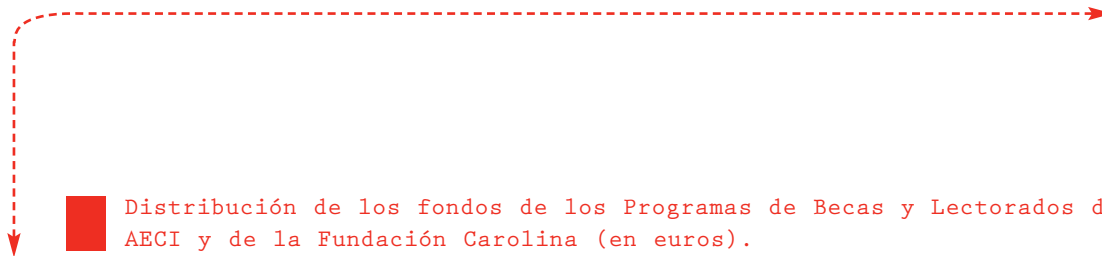 Distribución de los fondos de los Programas de Becas y Lectorados d
AECI y de la Fundación Carolina (en euros).